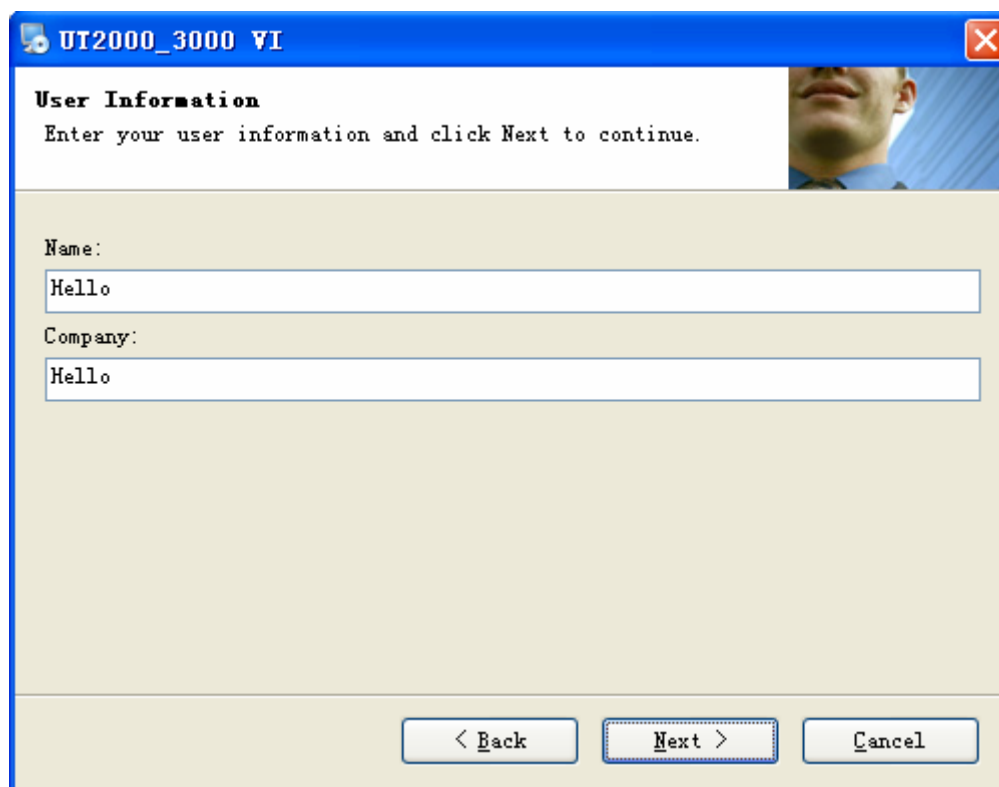 UT2000_3000 VI
User Information
Enter your user information and click Next to continue.
Name:
Hello
Company:
Hello
< Back
Next >
Cancel